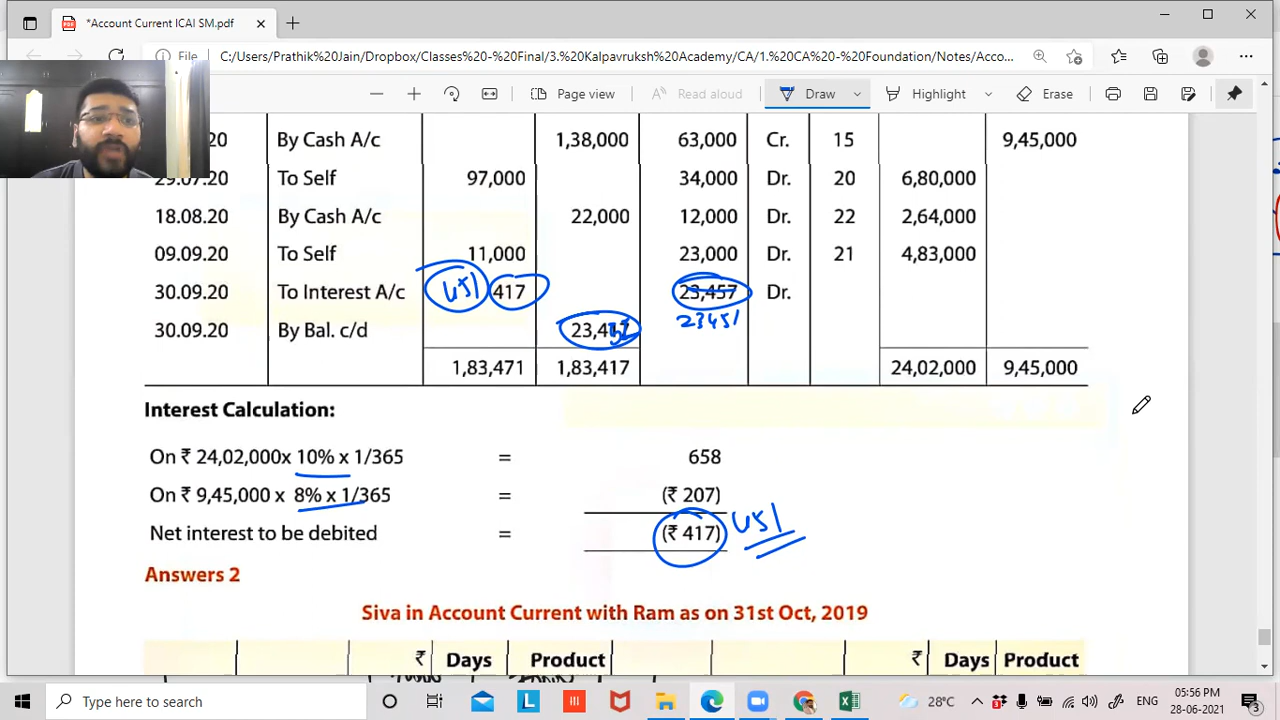 *Account Current ICAI SM.pdf
File C:/Users/Prathik%20Jain/Dropbox/Classes%20-%20Final/3.%20Kalpavruksh%20Academy/CA/1.%20CA%20-%20Foundation/Notes/Acco...
Page view Read aloud Draw Highlight Erase
.20 By Cash A/c 1,38,000 63,000 Cr. 15 9,45,000
29.07.20 To Self 97,000 34,000 Dr. 20 6,80,000
18.08.20 By Cash A/c 22,000 12,000 Dr. 22 2,64,000
09.09.20 To Self 11,000 23,000 Dr. 21 4,83,000
30.09.20 To Interest A/c 451 417 23,457 Dr.
23451
30.09.20 By Bal. c/d
1,83,471 1,83,417 24,02,000 9,45,000
Interest Calculation:
On ₹ 24,02,000x 10% x 1/365 = 658
On ₹ 9,45,000 x 8% x 1/365 = (₹ 207)
Net interest to be debited = (₹ 417) 451
Answers 2
Siva in Account Current with Ram as on 31st Oct, 2019
₹ Days Product ₹ Days Product
Type here to search
28°C ENG 05:56 PM
28-06-2021
3